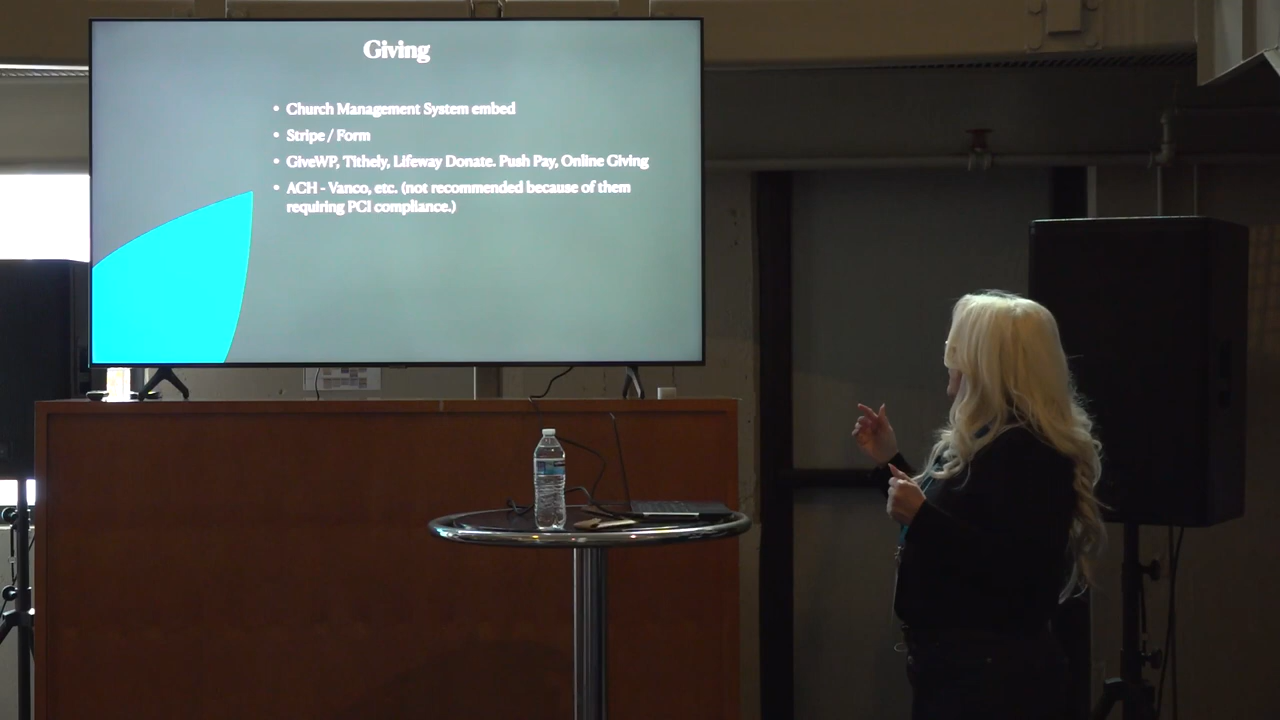 Giving
• Church Management System embed
• Stripe / Form
• GiveWP, Tithely, Lifeway Donate. Push Pay, Online Giving
• ACH - Vanco, etc. (not recommended because of them
requiring PCI compliance.)